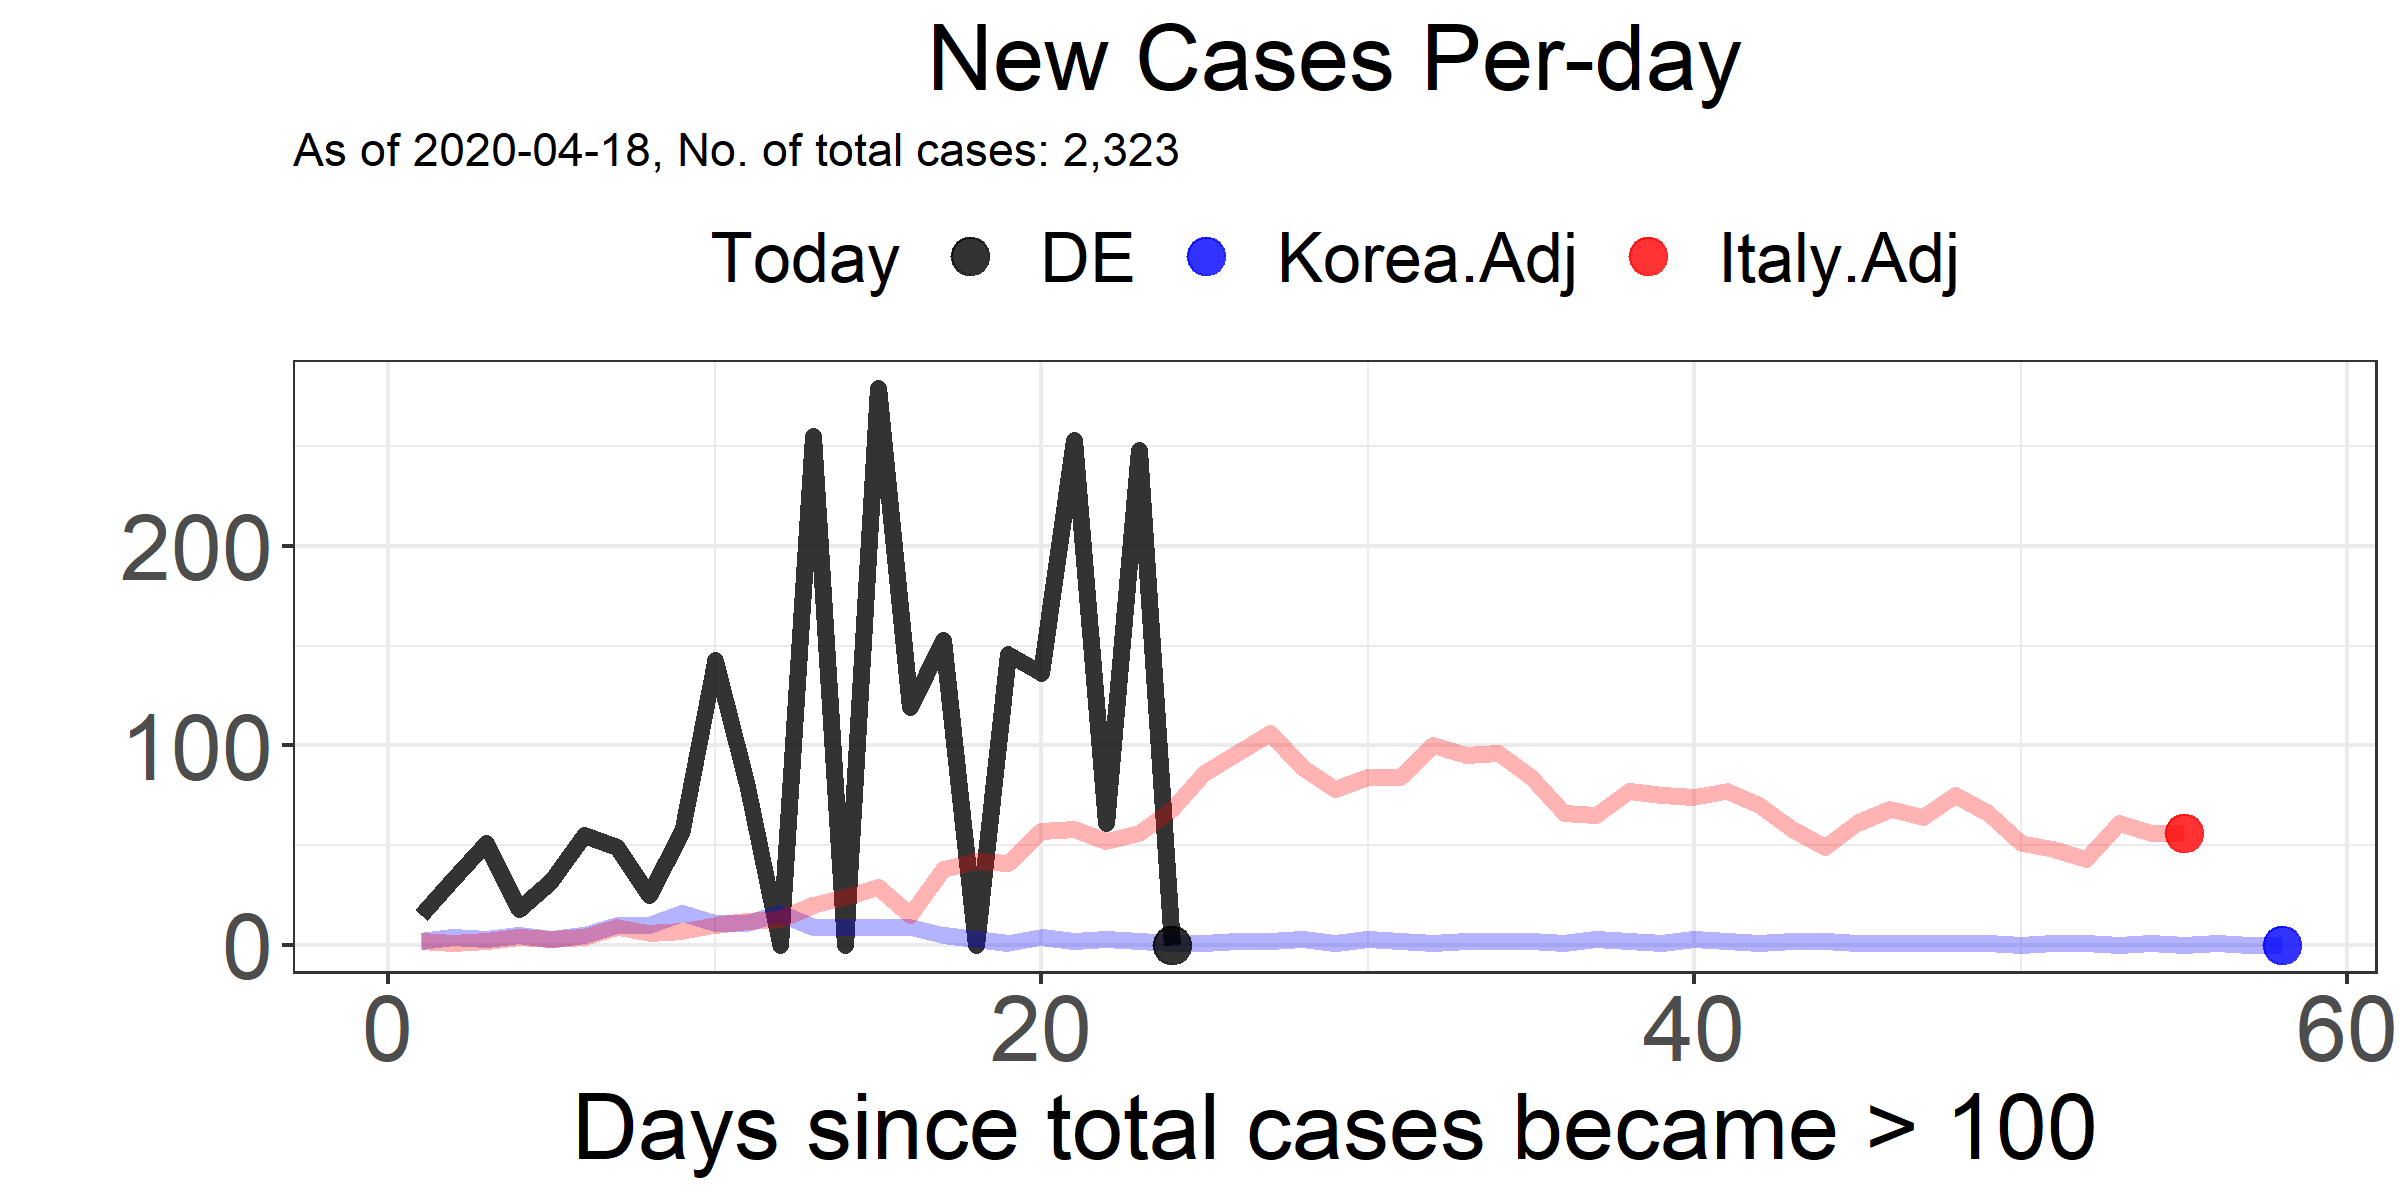 New Cases Per-day
As of 2020-04-18, No. of total cases: 2,323
Today DE Korea.Adj Italy.Adj
200
100
0
0 20 40 60
Days since total cases became > 100